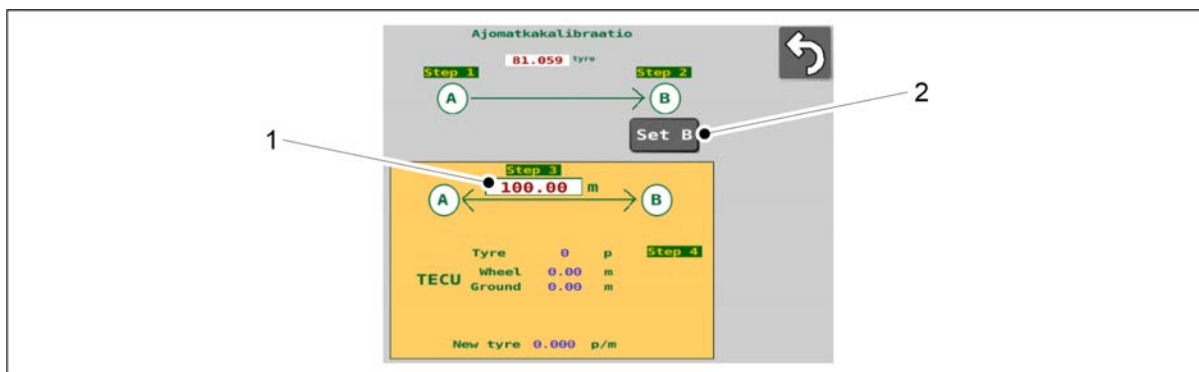 Ajomatkakalibraatio
81.059 tyre
Step 1 Step 2
A B
Set B
2
1
Step 3
100.00 m
A B
Tyre 0 p Step 4
TECU
Wheel 0.00 m
Ground 0.00 m
New tyre 0.000 p/m